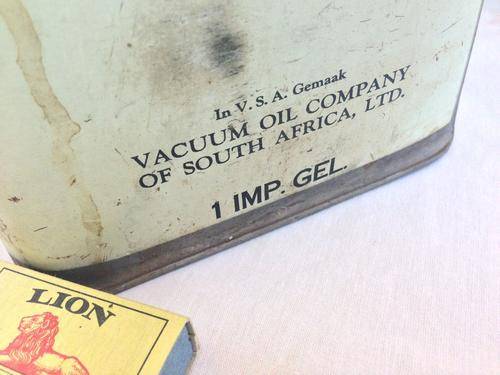 In V. S. A. Gemaak
VACUUM OIL COMPANY
OF SOUTH AFRICA, LTD.
1 IMP. GEL.
LION